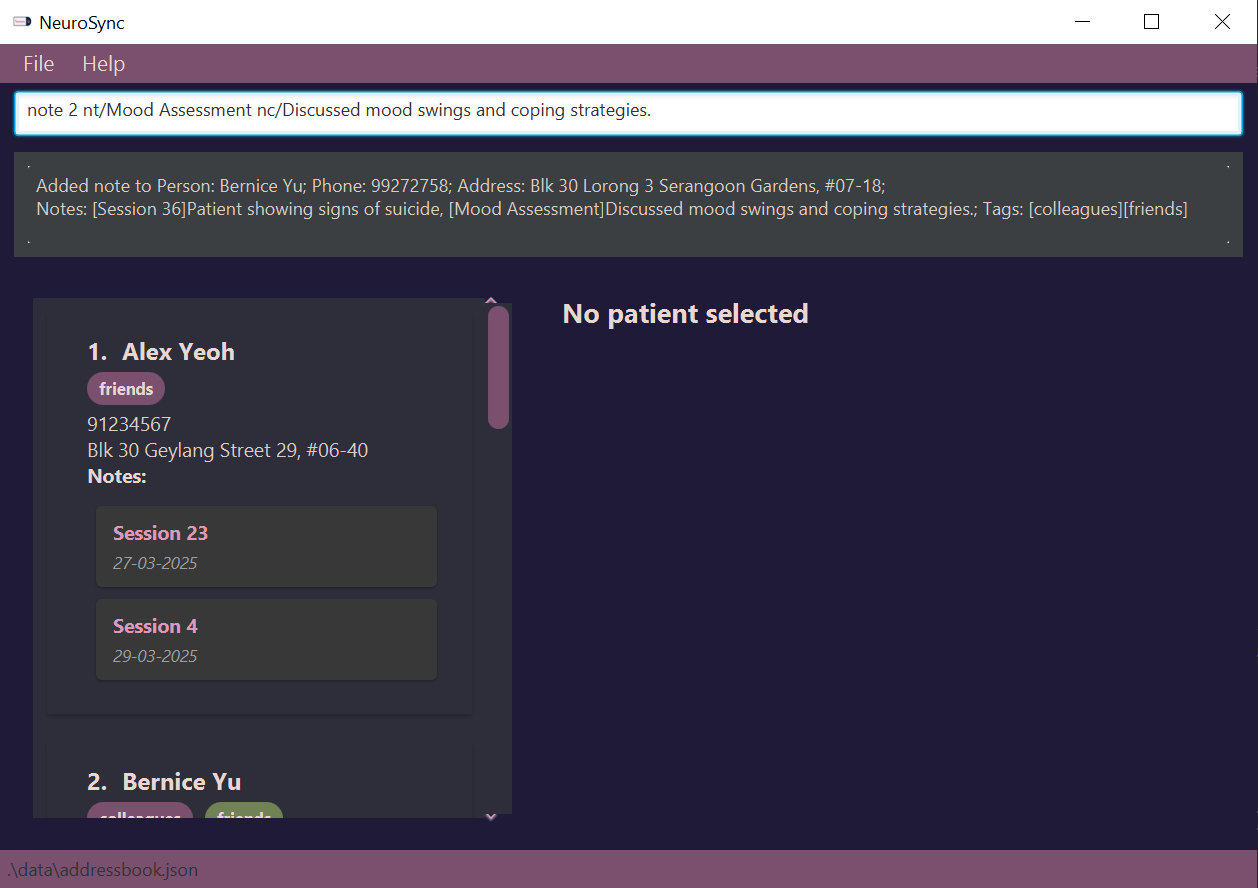 NeuroSync
File Help
note 2 nt/Mood Assessment nc/Discussed mood swings and coping strategies.
Added note to Person: Bernice Yu; Phone: 99272758; Address: Blk 30 Lorong 3 Serangoon Gardens, #07-18;
Notes: [Session 36]Patient showing signs of suicide, [Mood Assessment]Discussed mood swings and coping strategies.; Tags: [colleagues][friends]
No patient selected
1. Alex Yeoh
friends
91234567
Blk 30 Geylang Street 29, #06-40
Notes:
Session 23
27-03-2025
Session 4
29-03-2025
2. Bernice Yu
colleagues friends
.\data\addressbook.json